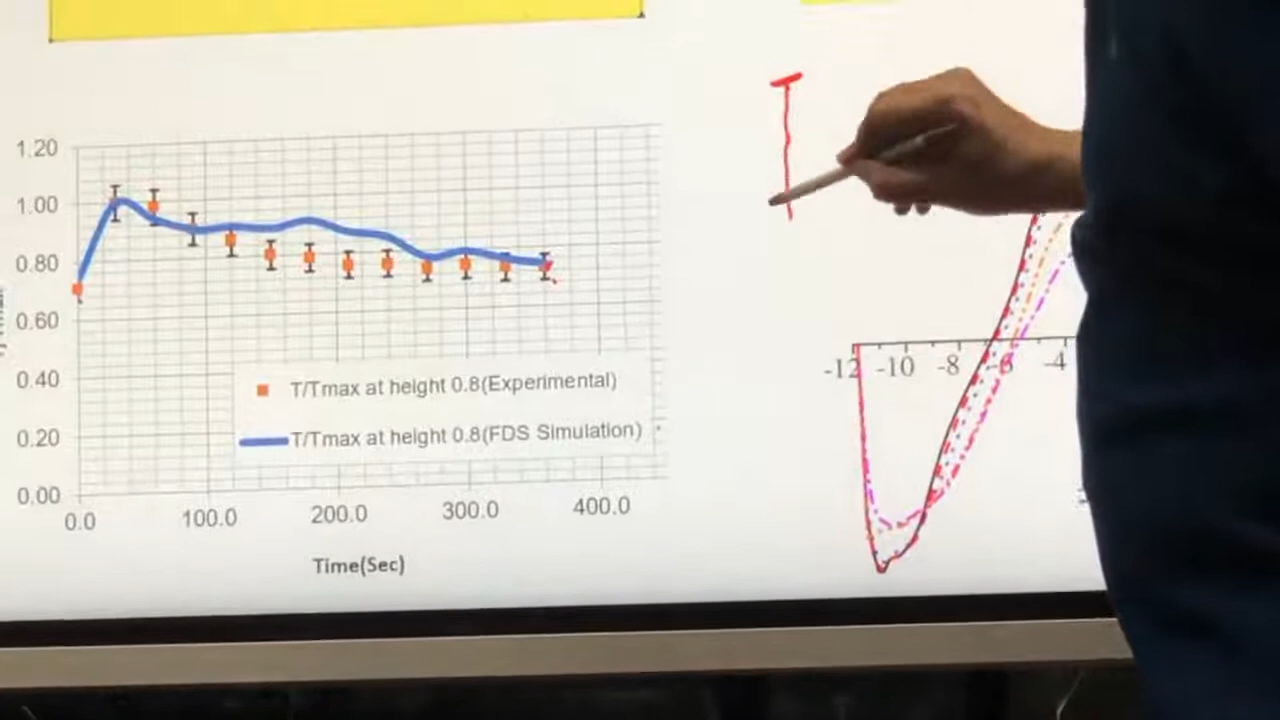 1.20
1.00
0.80
0.60
0.40
0.20
0.00
0.0 100.0 200.0 300.0 400.0
Time(Sec)
T/Tmax at height 0.8(Experimental)
T/Tmax at height 0.8(FDS Simulation)
-12 -10 -8 -6 -4